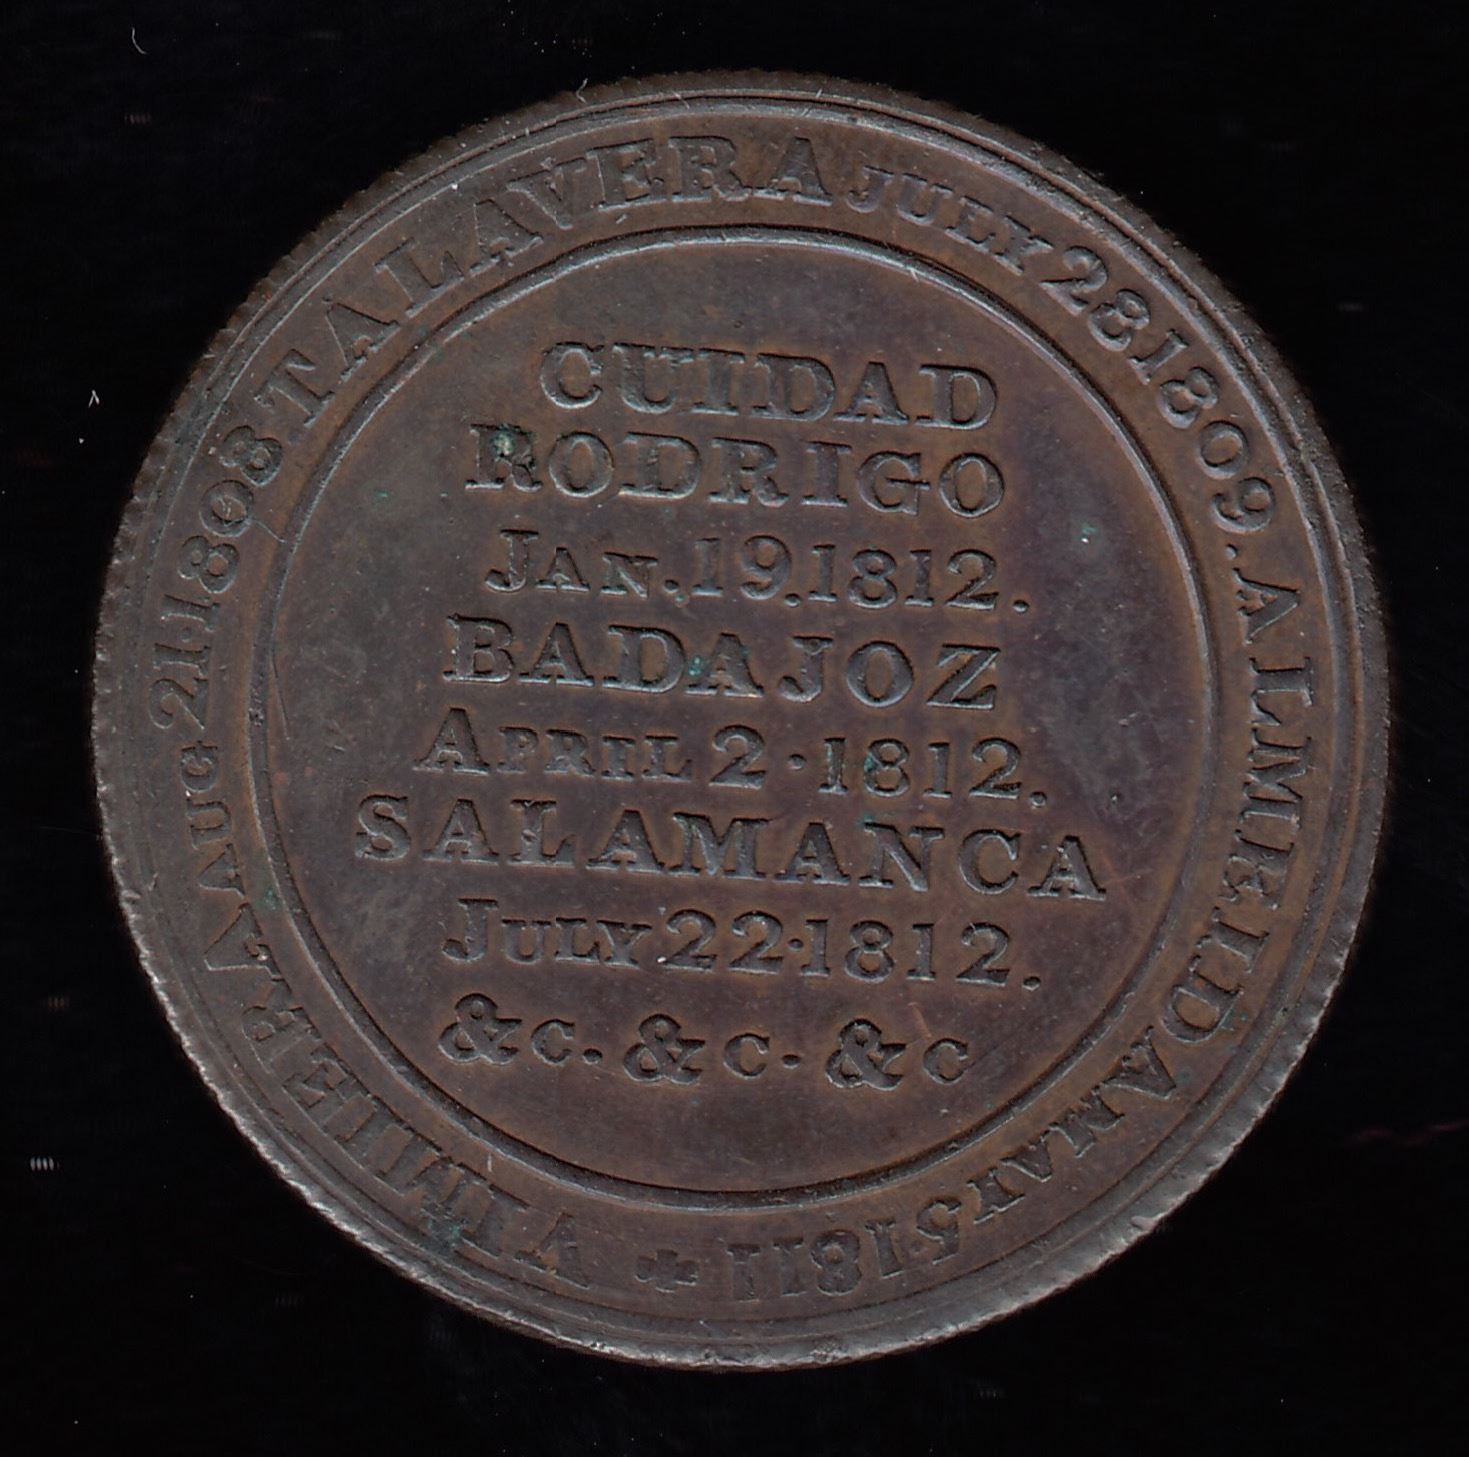 VIMIERA AUG 21·1808 TALAVERA JULY 28 1809. ALMEIDA MAY 5 1811
CUIDAD
RODRIGO
JAN. 19. 1812.
BADAJOZ
APRIL 2 · 1812.
SALAMANCA
JULY 22·1812.
&c. &c. &c